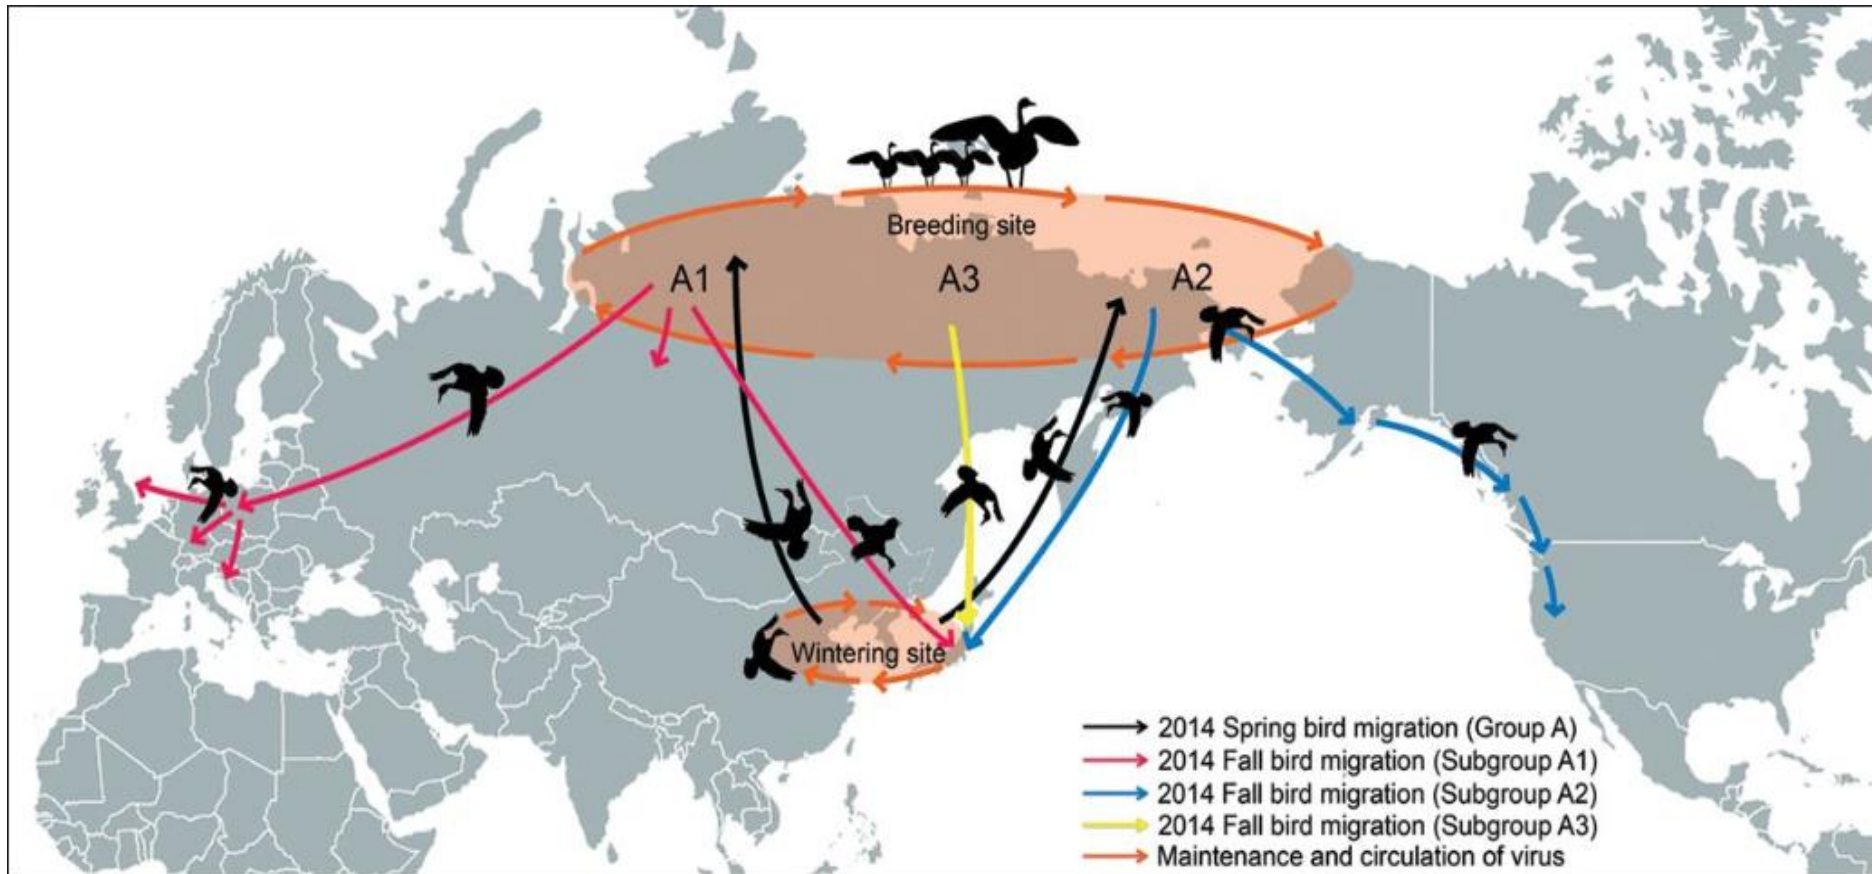 Breeding site
A1
A3
A2
Wintering site
2014 Spring bird migration (Group A)
2014 Fall bird migration (Subgroup A1)
2014 Fall bird migration (Subgroup A2)
2014 Fall bird migration (Subgroup A3)
Maintenance and circulation of virus